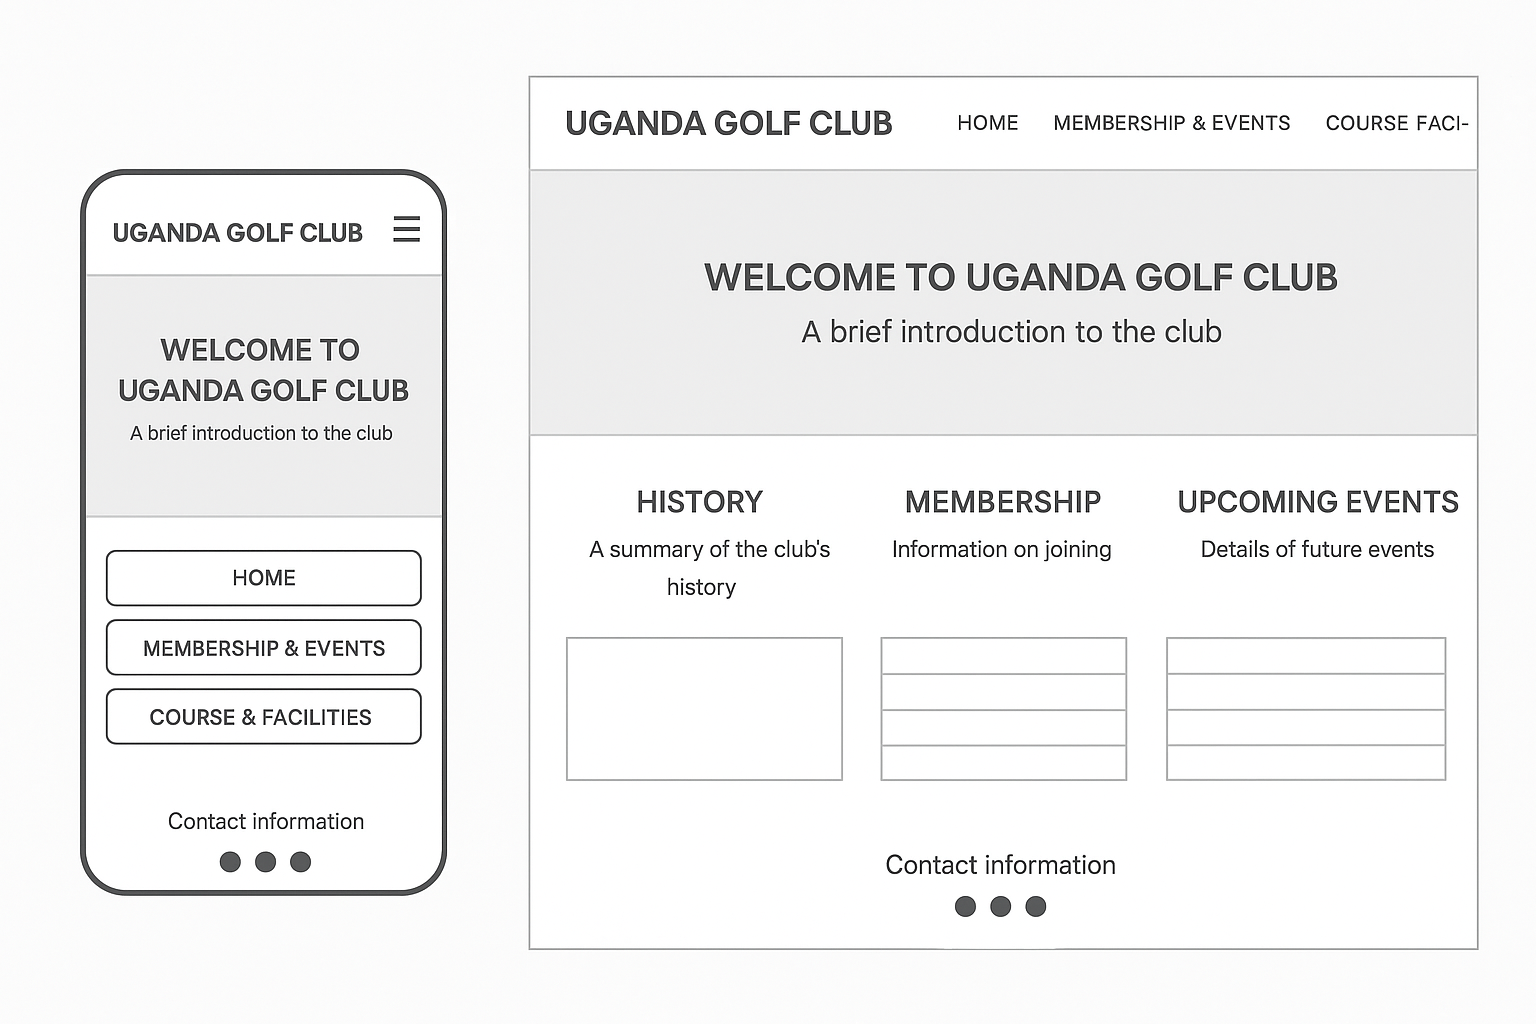 UGANDA GOLF CLUB
WELCOME TO
UGANDA GOLF CLUB
A brief introduction to the club
HOME
MEMBERSHIP & EVENTS
COURSE & FACILITIES
Contact information
UGANDA GOLF CLUB
HOME
MEMBERSHIP & EVENTS
COURSE FACI-
WELCOME TO UGANDA GOLF CLUB
A brief introduction to the club
HISTORY
A summary of the club's
history
MEMBERSHIP
Information on joining
UPCOMING EVENTS
Details of future events
Contact information